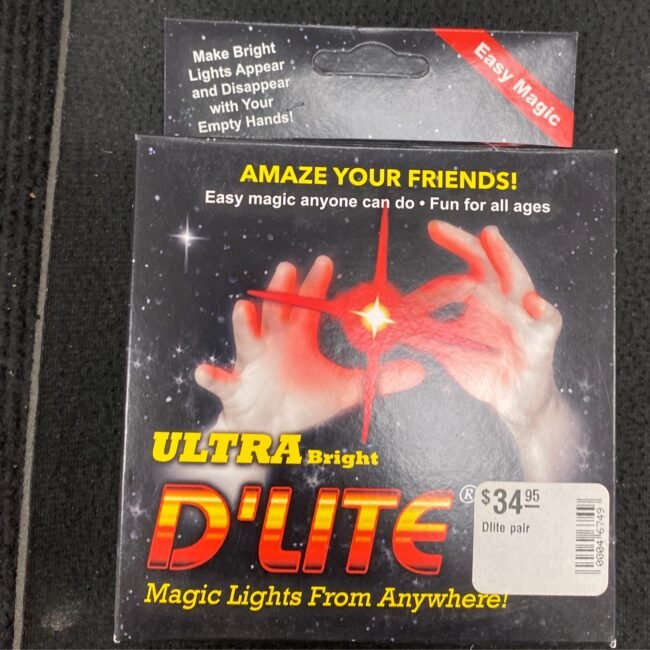 Make Bright
Lights Appear
and Disappear
with Your
Empty Hands!
Easy Magic
AMAZE YOUR FRIENDS!
Easy magic anyone can do • Fun for all ages
ULTRA Bright
D'LITE®
$34.95
Dlite pair
00046749
Magic Lights From Anywhere!